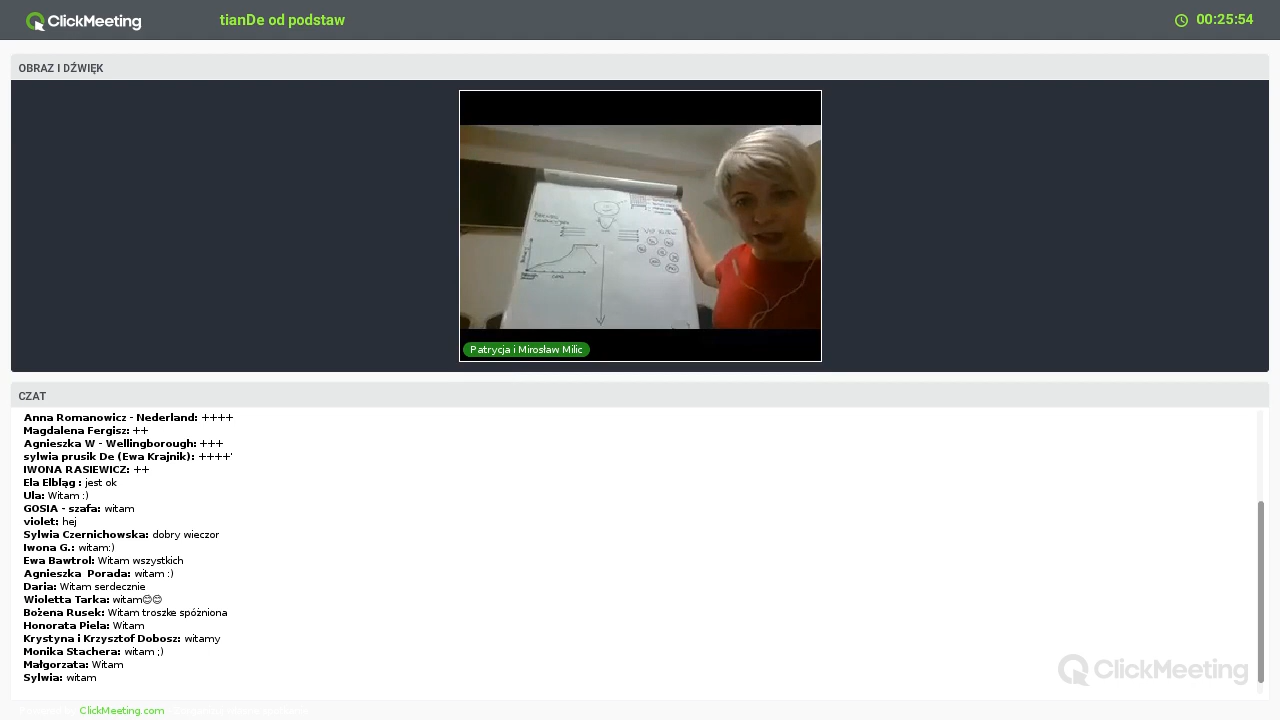 ClickMeeting
tianDe od podstaw
00:25:54
OBRAZ I DŹWIĘK
Patrycja i Mirosław Milic
CZAT
Anna Romanowicz - Nederland: ++++
Magdalena Fergisz: ++
Agnieszka W - Wellingborough: +++
sylwia prusik De (Ewa Krajnik): ++++'
IWONA RASIEWICZ: ++
Ela Elbląg : jest ok
Ula: Witam :)
GOSIA - szafa: witam
violet: hej
Sylwia Czernichowska: dobry wieczor
Iwona G.: witam:)
Ewa Bawtrol: Witam wszystkich
Agnieszka Porada: witam :)
Daria: Witam serdecznie
Wioletta Tarka: witam😊😊
Bożena Rusek: Witam troszke spóżniona
Honorata Piela: Witam
Krystyna i Krzysztof Dobosz: witamy
Monika Stachera: witam ;)
Małgorzata: Witam
Sylwia: witam
ClickMeeting
ClickMeeting.com